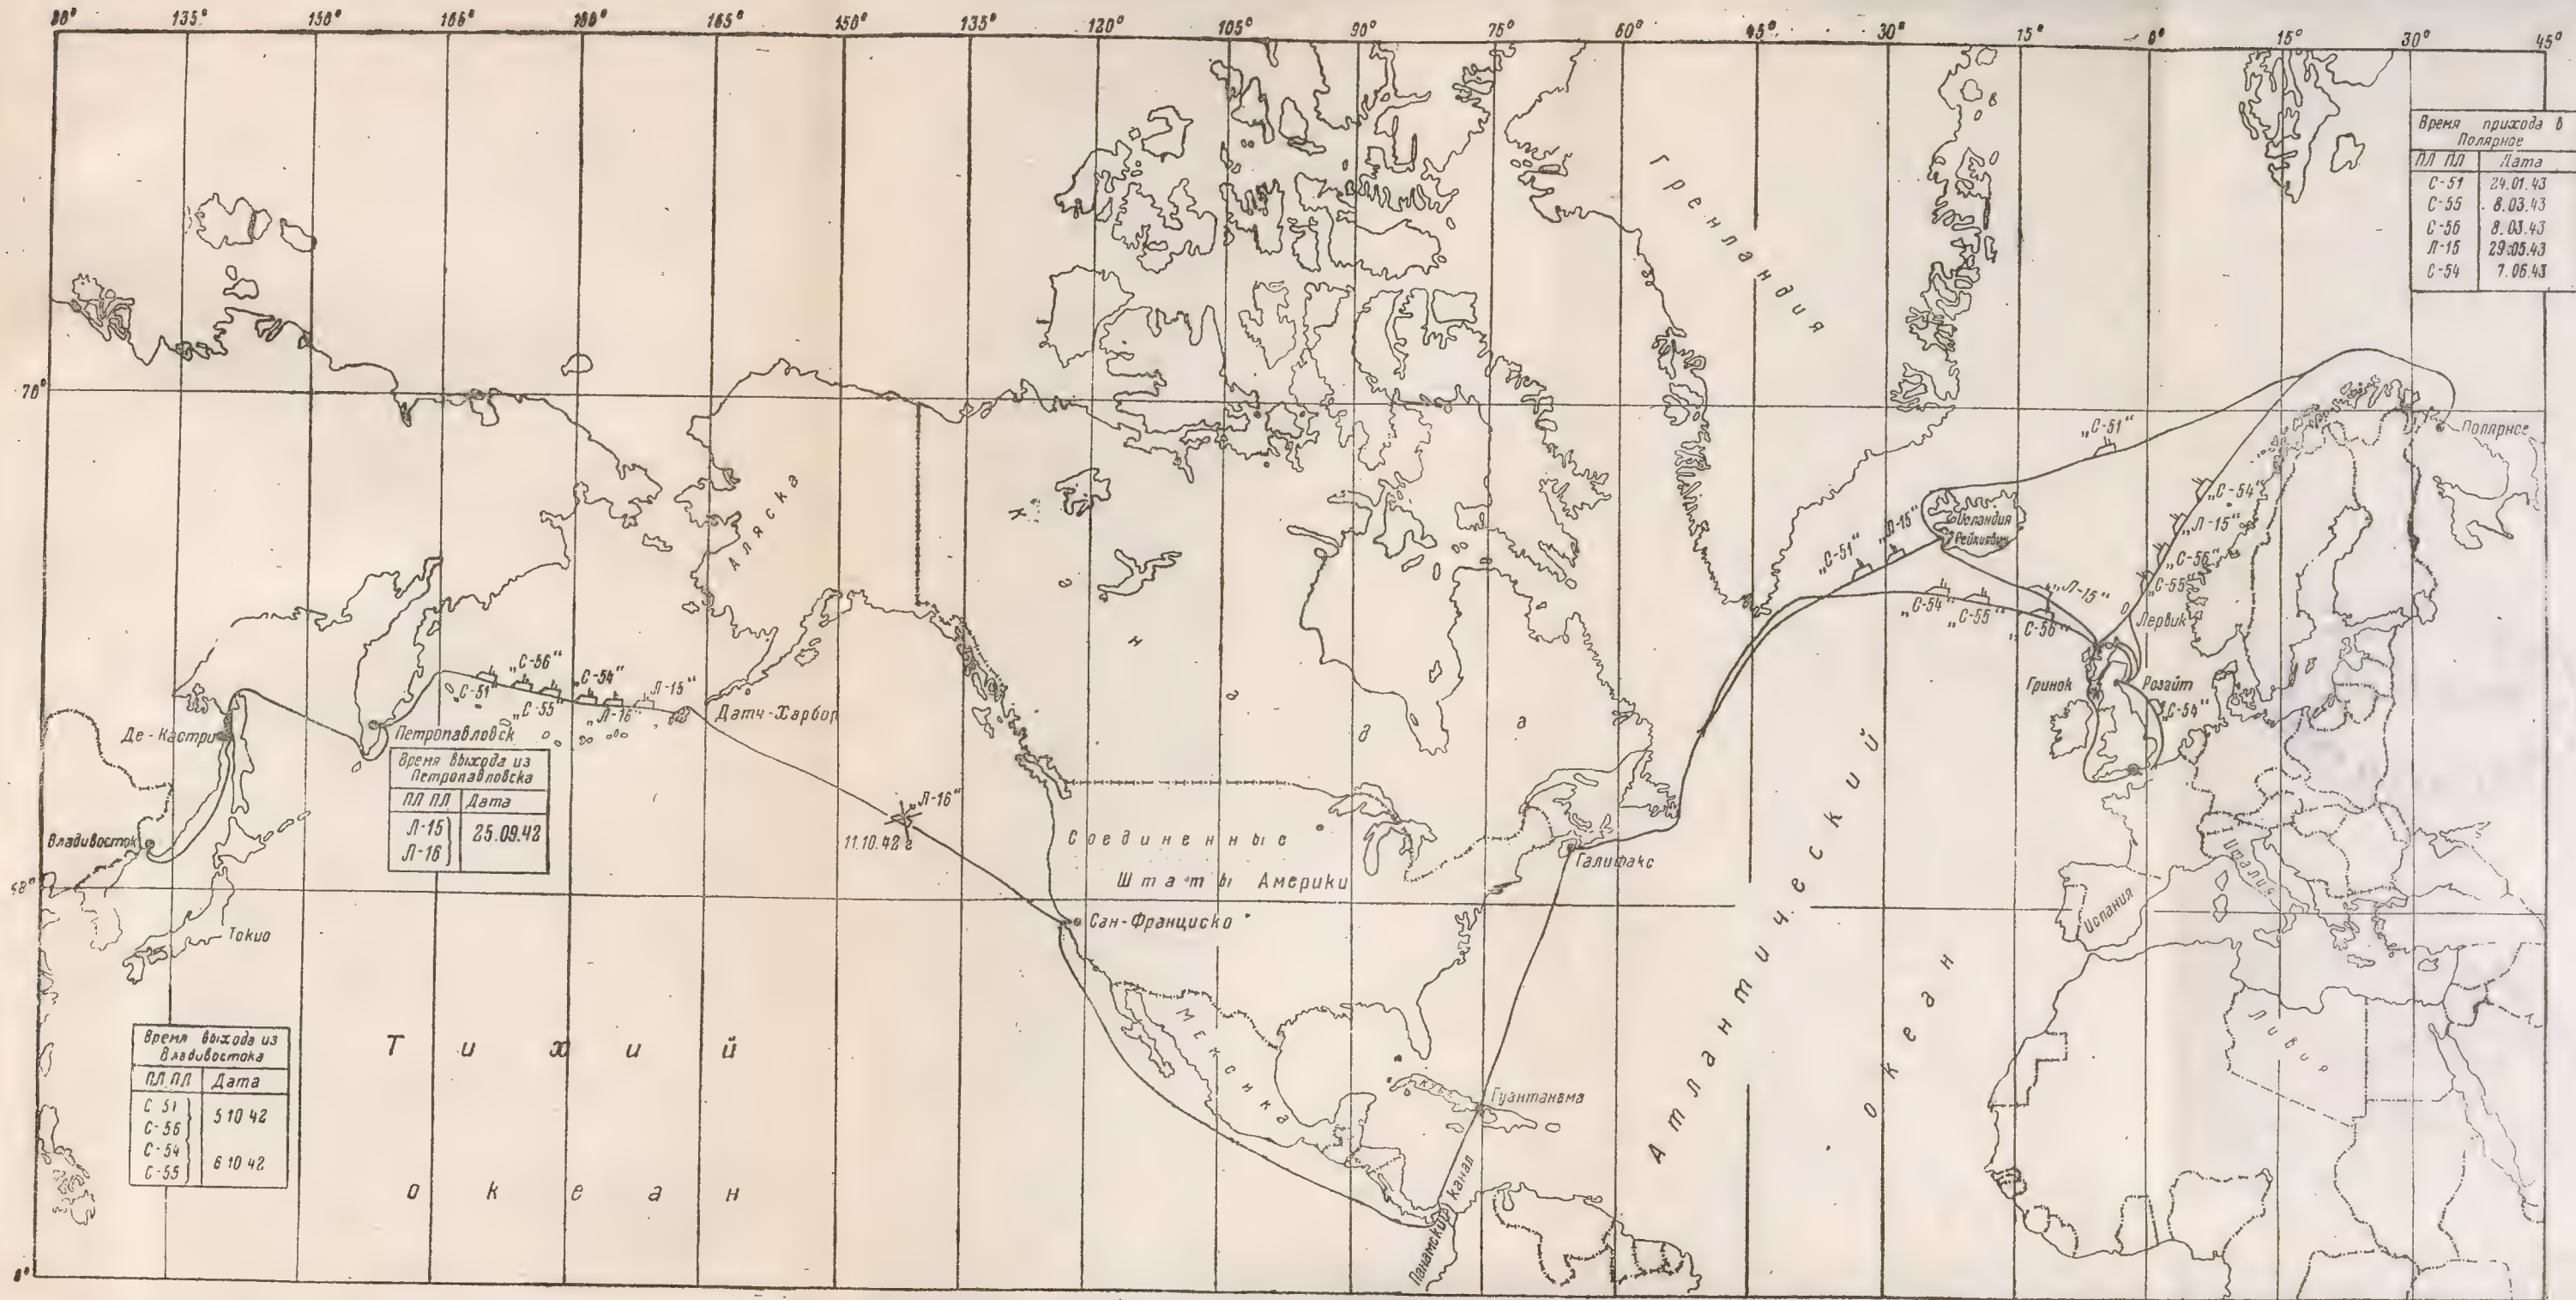 135°
150°
165°
180°
165°
150°
135°
120°
105°
90°
75°
60°
45°
30°
15°
0°
15°
30°
45°
Время прихода в
Полярное
ПЛ ПЛ Дата
С-51 24.01.43
С-55 8.03.43
С-56 8.03.43
Л-15 29.05.43
С-54 7.06.43
Гренландия
Аляска
Канада
„С-51“
Полярное
„С-54“
„Л-15“
„С-56“
„С-55“
Исландия
Рейкиявик
„С-51“
„Л-15“
„Л-15“
„С-54“
„С-55“
„С-56“
Лервик
Гринок
Розайт
„С-54“
„С-51“
„С-56“
„С-55“
„С-54“
„Л-16
Л-15“
Датч-Харбор
Де-Кастри
Петропавловск
Время выхода из
Петропавловска
ПЛ ПЛ Дата
Л-15
Л-16
25.09.42
Владивосток
„Л-16“
11.10.42 г
Соединенные
Штаты Америки
Галифакс
Сан-Франциско
Токио
Италия
Испания
Ливия
Мексика
Куба
Гуантанама
Панамский канал
Атлантический
океан
Тихий
океан
Время выхода из
Владивостока
ПЛ ПЛ Дата
С 51
С-56
5 10 42
С-54
С-55
6 10 42